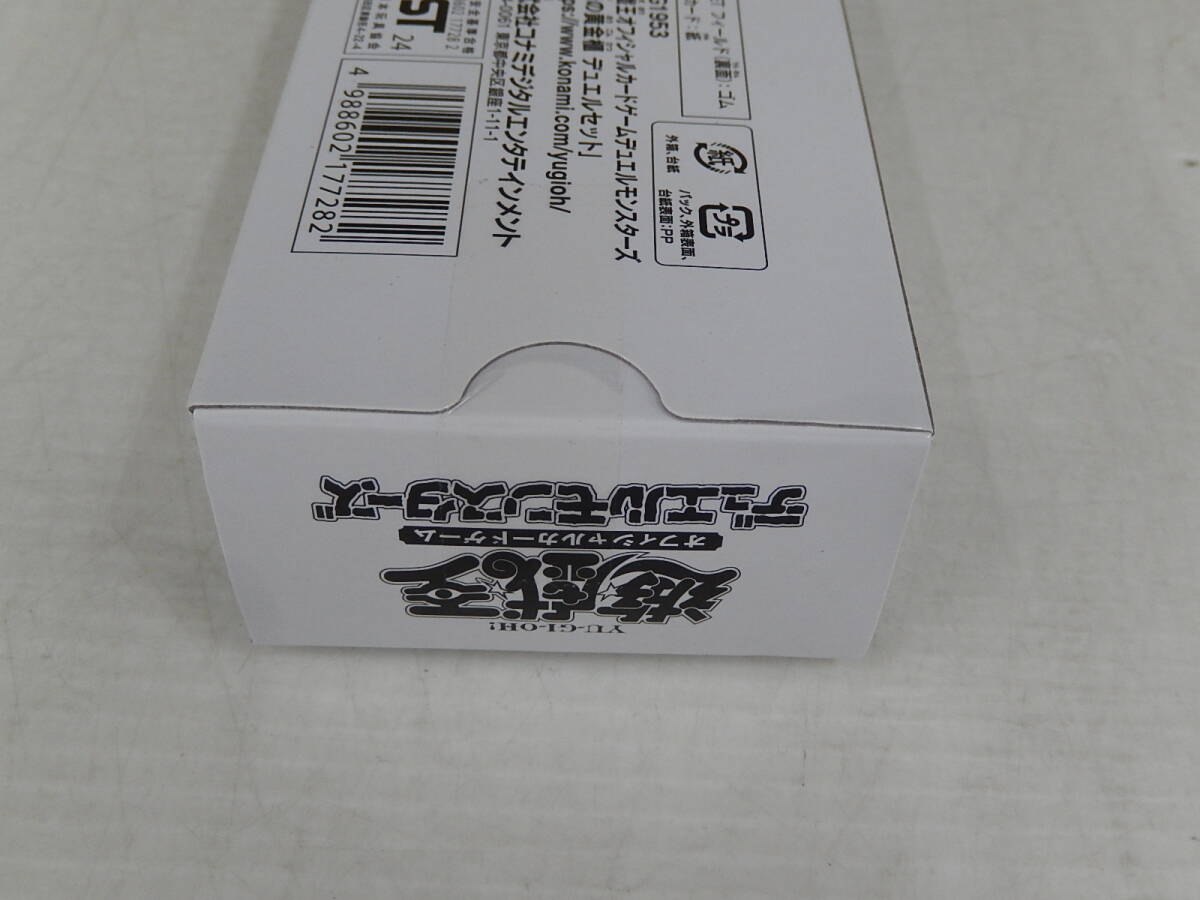 フィールド(裏面):ゴム
カード:紙
G1953
オフィシャルカードゲームデュエルモンスターズ
の黄金櫃 デュエルセット」
https://www.konami.com/yugioh/
会社コナミデジタルエンタテインメント
-0061 東京都中央区銀座1-11-1
紙
外箱、台紙
プラ
パック、外箱表面、
台紙表面:PP
安全基準合格
ST 24
4 988602 177282
YU-GI-OH!
遊戯王
オフィシャルカードゲーム
デュエルモンスターズ